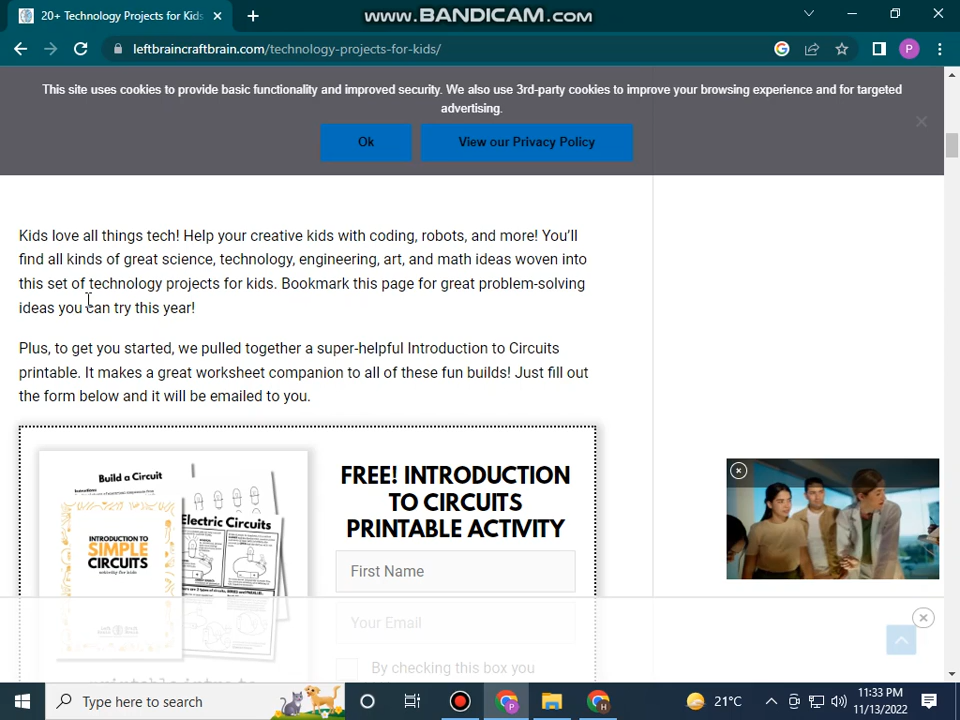 20+ Technology Projects for Kids
www.BANDICAM.com
leftbraincraftbrain.com/technology-projects-for-kids/
P
This site uses cookies to provide basic functionality and improved security. We also use 3rd-party cookies to improve your browsing experience and for targeted
advertising.
Ok
View our Privacy Policy
Kids love all things tech! Help your creative kids with coding, robots, and more! You’ll
find all kinds of great science, technology, engineering, art, and math ideas woven into
this set of technology projects for kids. Bookmark this page for great problem-solving
ideas you can try this year!
Plus, to get you started, we pulled together a super-helpful Introduction to Circuits
printable. It makes a great worksheet companion to all of these fun builds! Just fill out
the form below and it will be emailed to you.
Build a Circuit
Electric Circuits
INTRODUCTION TO
SIMPLE
CIRCUITS
activity for kids
FREE! INTRODUCTION
TO CIRCUITS
PRINTABLE ACTIVITY
First Name
Your Email
By checking this box you
printable intro to
Type here to search
21°C
11:33 PM
11/13/2022